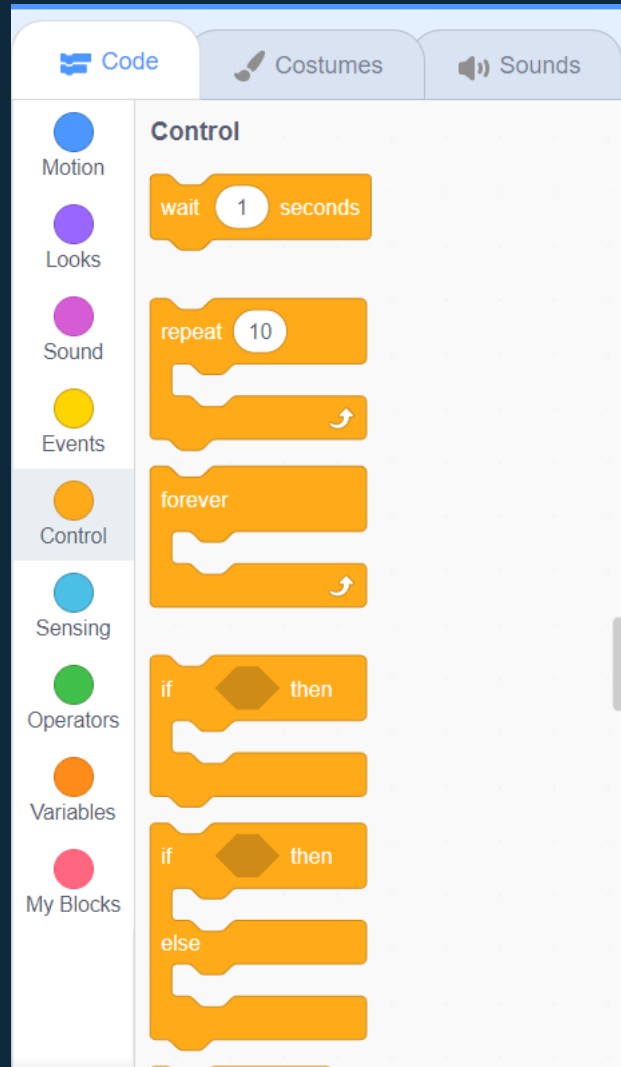 Code Costumes Sounds
Motion
Looks
Sound
Events
Control
Sensing
Operators
Variables
My Blocks
Control
wait 1 seconds
repeat 10
forever
if then
if then
else